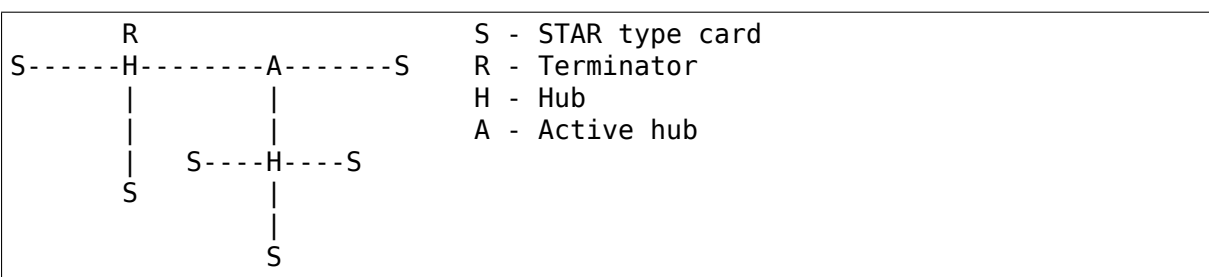 R                      S - STAR type card
S------H--------A-------S    R - Terminator
       |        |            H - Hub
       |        |            A - Active hub
       |   S----H----S
       S        |
                |
                S